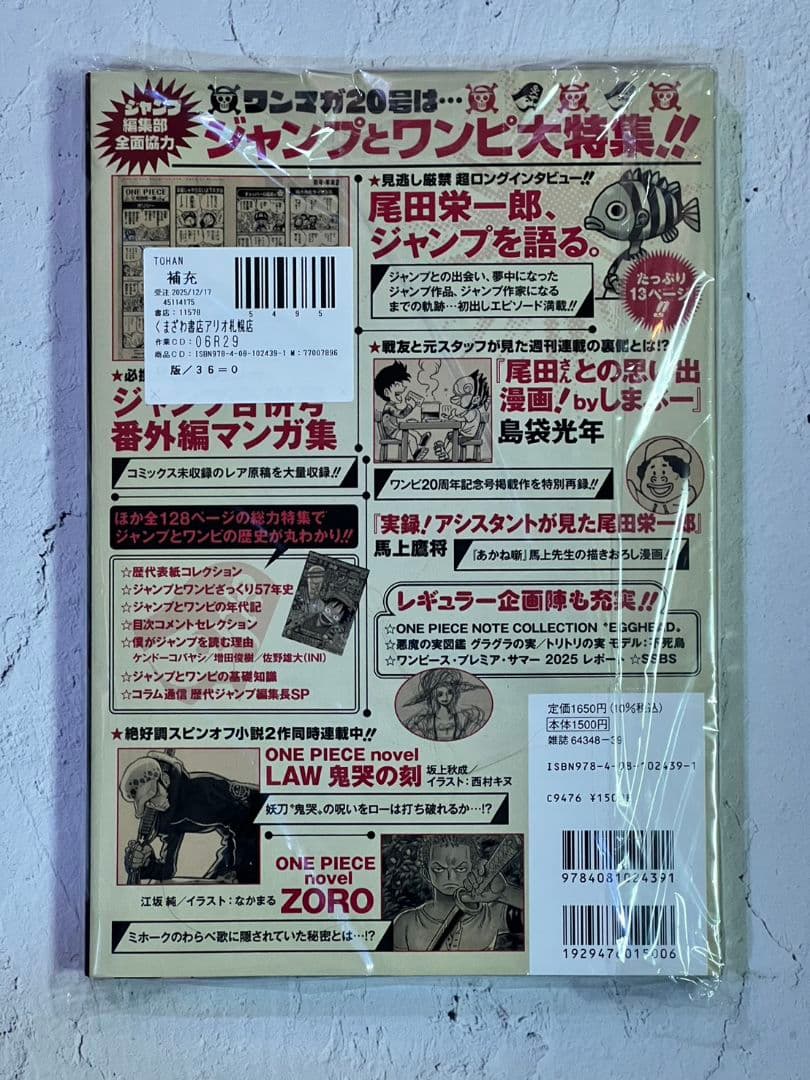 ジャンプ
編集部
全面協力
ワンマガ20号は…
ジャンプとワンピ大特集!!
ONE PIECE
★見逃し厳禁 超ロングインタビュー!!
尾田栄一郎、
ジャンプを語る。
ジャンプとの出会い、夢中になった
ジャンプ作品、ジャンプ作家になる
までの軌跡…初出しエピソード満載!!
たっぷり
13ページ
!!
TOHAN
補充
受注 2025/12/17
45114175
書店:11578
5495
くまざわ書店アリオ札幌店
作業CD:06R29
商品CD:ISBN978-4-08-102439-1 M:77007896
版/36=0
ジャンプ合併号
番外編マンガ集
コミックス未収録のレア原稿を大量収録!!
★戦友と元スタッフが見た週刊連載の裏側とは!?
『尾田さんとの思い出
漫画!byしまぶー』
島袋光年
ワンピ20周年記念号掲載作を特別再録!!
『実録!アシスタントが見た尾田栄一郎』
馬上鷹将
『あかね噺』馬上先生の描きおろし漫画!!
ほか全128ページの総力特集で
ジャンプとワンピの歴史が丸わかり!!
☆歴代表紙コレクション
☆ジャンプとワンピざっくり57年史
☆ジャンプとワンピの年代記
☆目次コメントセレクション
☆僕がジャンプを読む理由
ケンドーコバヤシ/増田俊樹/佐野雄大(INI)
☆ジャンプとワンピの基礎知識
☆コラム通信 歴代ジャンプ編集長SP
レギュラー企画陣も充実!!
☆ONE PIECE NOTE COLLECTION “EGGHEAD”
☆悪魔の実図鑑 グラグラの実/トリトリの実 モデル:不死鳥
☆ワンピース・プレミア・サマー 2025 レポート ☆SSBS
★絶好調スピンオフ小説2作同時連載中!!
ONE PIECE novel
LAW 鬼哭の刻
坂上秋成/
イラスト:西村キヌ
妖刀“鬼哭”の呪いをローは打ち破れるか…!?
ONE PIECE
novel
ZORO
江坂 純/イラスト:なかまる
ミホークのわらべ歌に隠されていた秘密とは…!?
定価1650円(10%税込)
本体1500円
雑誌 64348-39
ISBN978-4-08-102439-1
C9476 ¥1500E
9784081024391
1929476015006